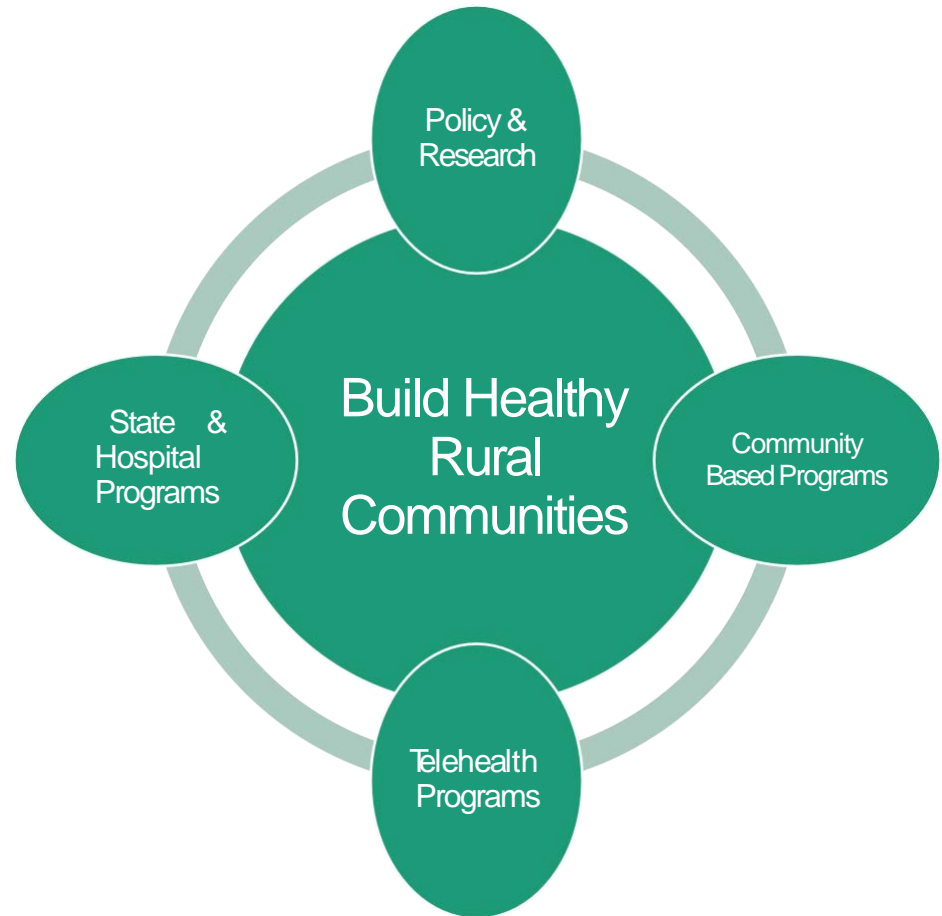 Policy &
Research
Build Healthy
Rural
Communities
State &
Hospital
Programs
Community
Based Programs
Telehealth
Programs